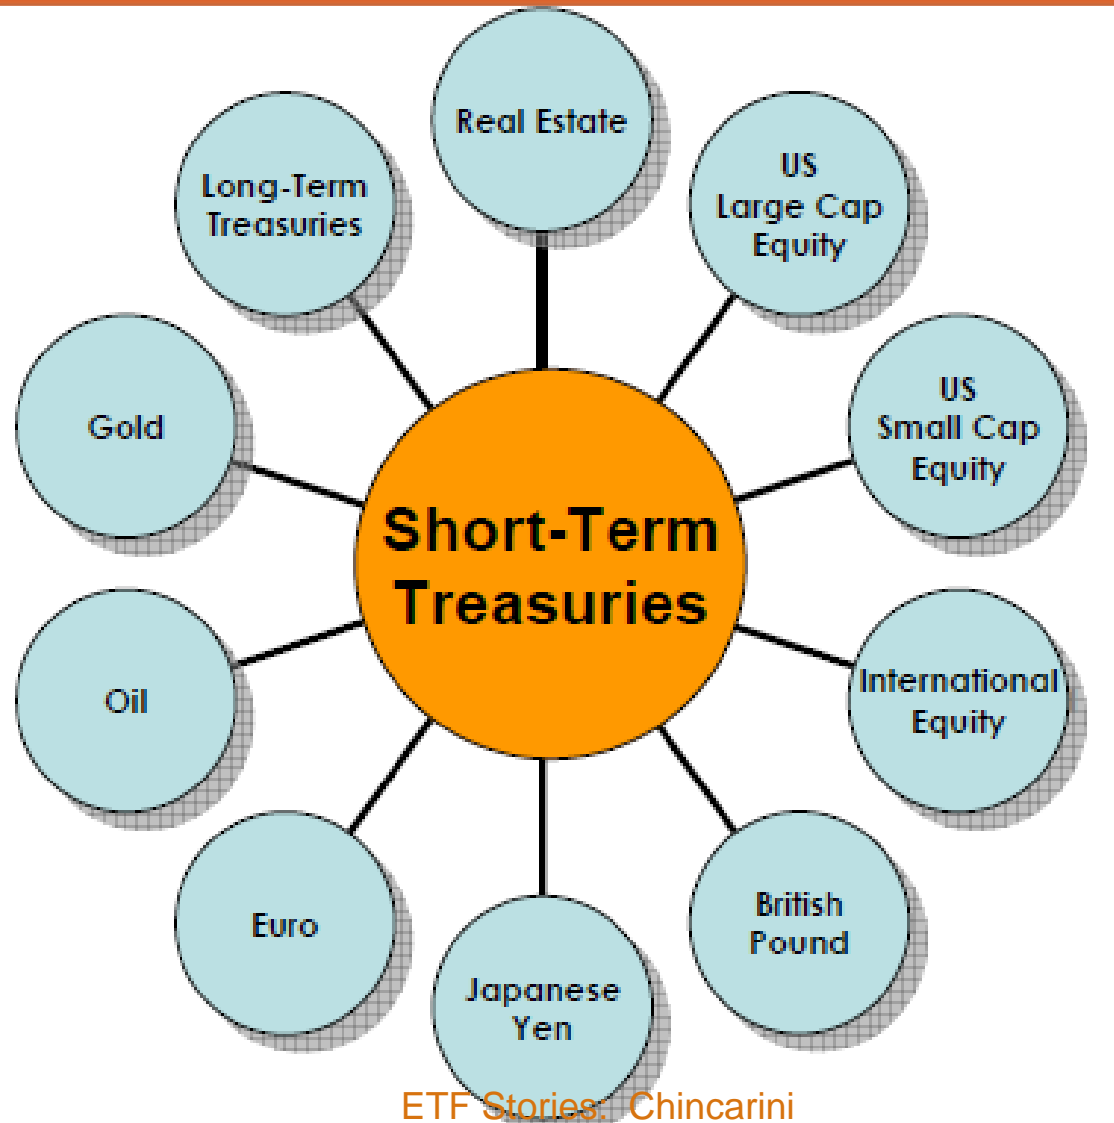 Real Estate
US
Large Cap
Equity
US
Small Cap
Equity
International
Equity
British
Pound
Japanese
Yen
Euro
Oil
Gold
Long-Term
Treasuries
Short-Term
Treasuries
ETF Stories: Chincarini